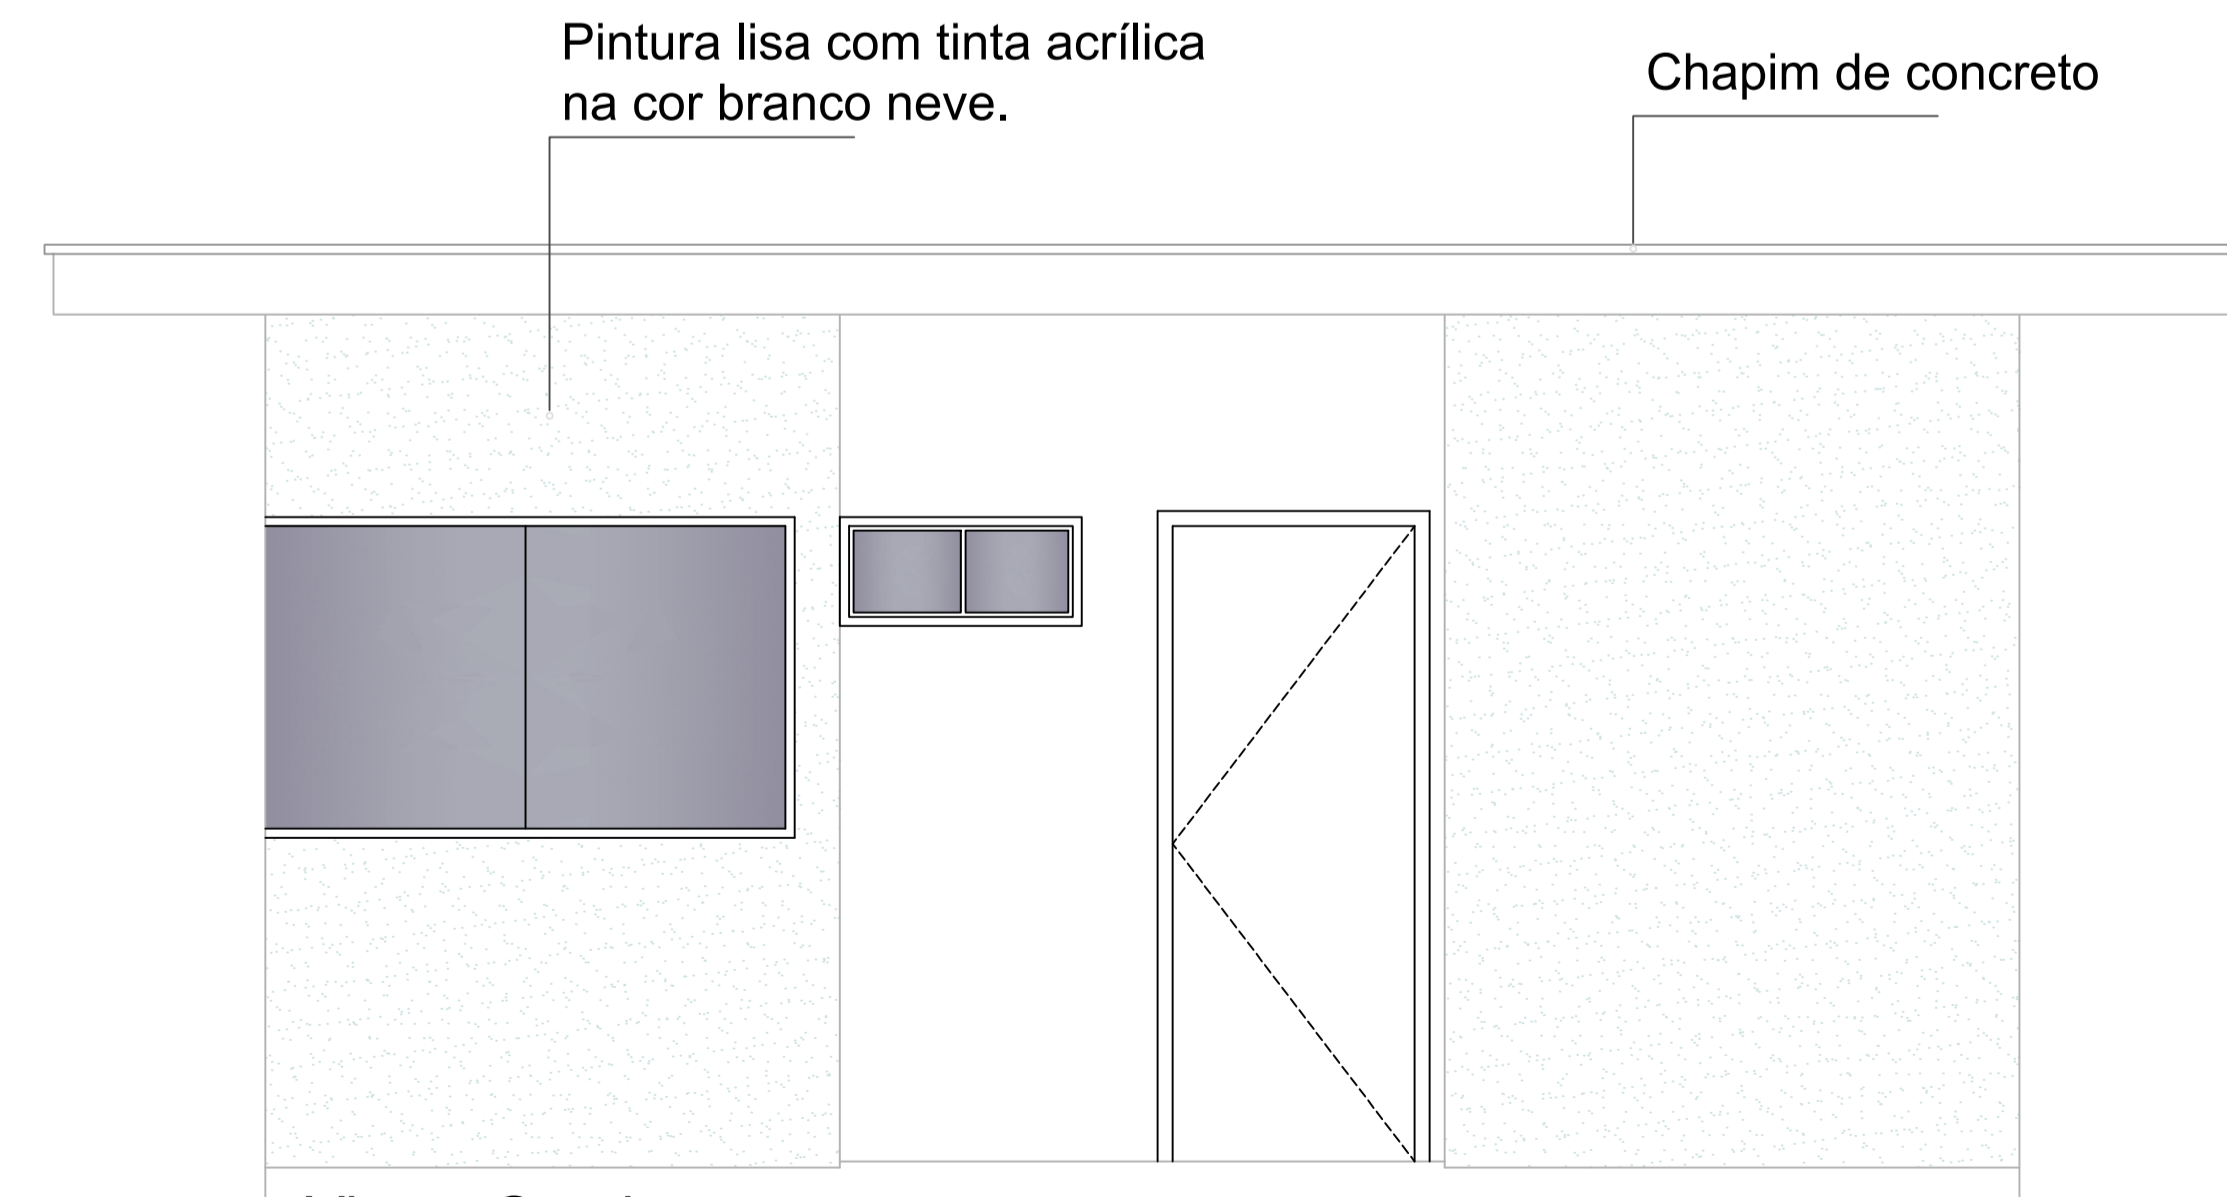 Pintura lisa com tinta acrílica
na cor branco neve.
Chapim de concreto